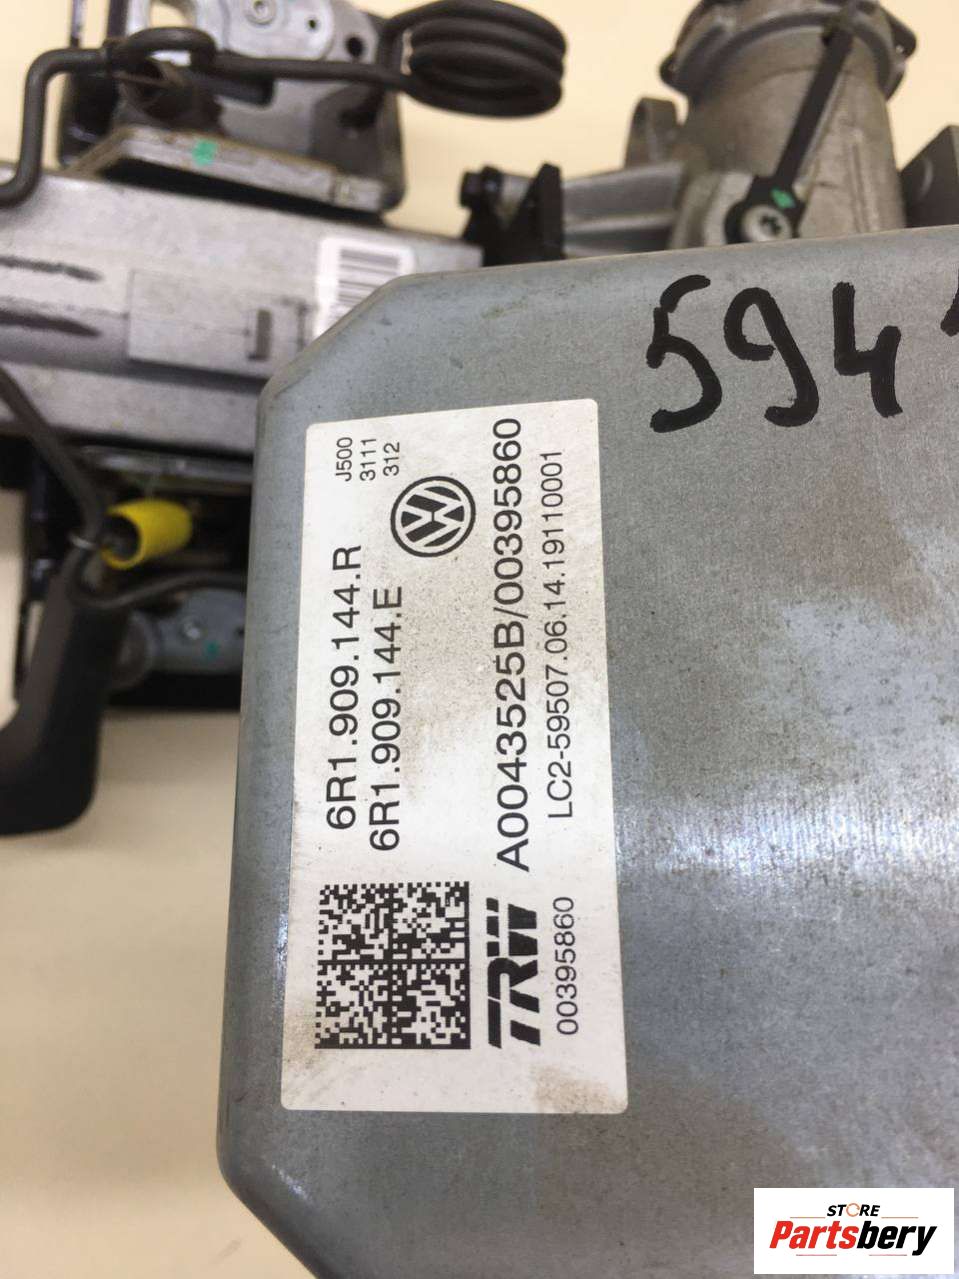 594
J500
3111
312
6R1.909.144.R
6R1.909.144.E
A0043525B/00395860
LC2-59507.06.14.19110001
TRW
00395860
STORE
Partsbery